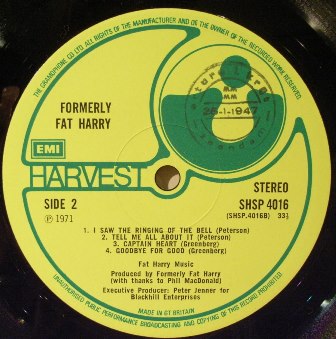 THE GRAMOPHONE CO LTD. ALL RIGHTS OF THE MANUFACTURER AND OF THE OWNER OF THE RECORDED WORK RESERVED.
FORMERLY
FAT HARRY
26-1-1947
EMI
HARVEST
STEREO
SIDE 2
SHSP 4016
(SHSP.4016B) 33⅓
Ⓟ 1971
1. I SAW THE RINGING OF THE BELL (Peterson)
2. TELL ME ALL ABOUT IT (Peterson)
3. CAPTAIN HEART (Greenberg)
4. GOODBYE FOR GOOD (Greenberg)
Fat Harry Music
Produced by Formerly Fat Harry
(with thanks to Phil MacDonald)
Executive Producer: Peter Jenner for
Blackhill Enterprises
UNAUTHORISED PUBLIC PERFORMANCE BROADCASTING AND COPYING OF THIS RECORD PROHIBITED
MADE IN GT BRITAIN